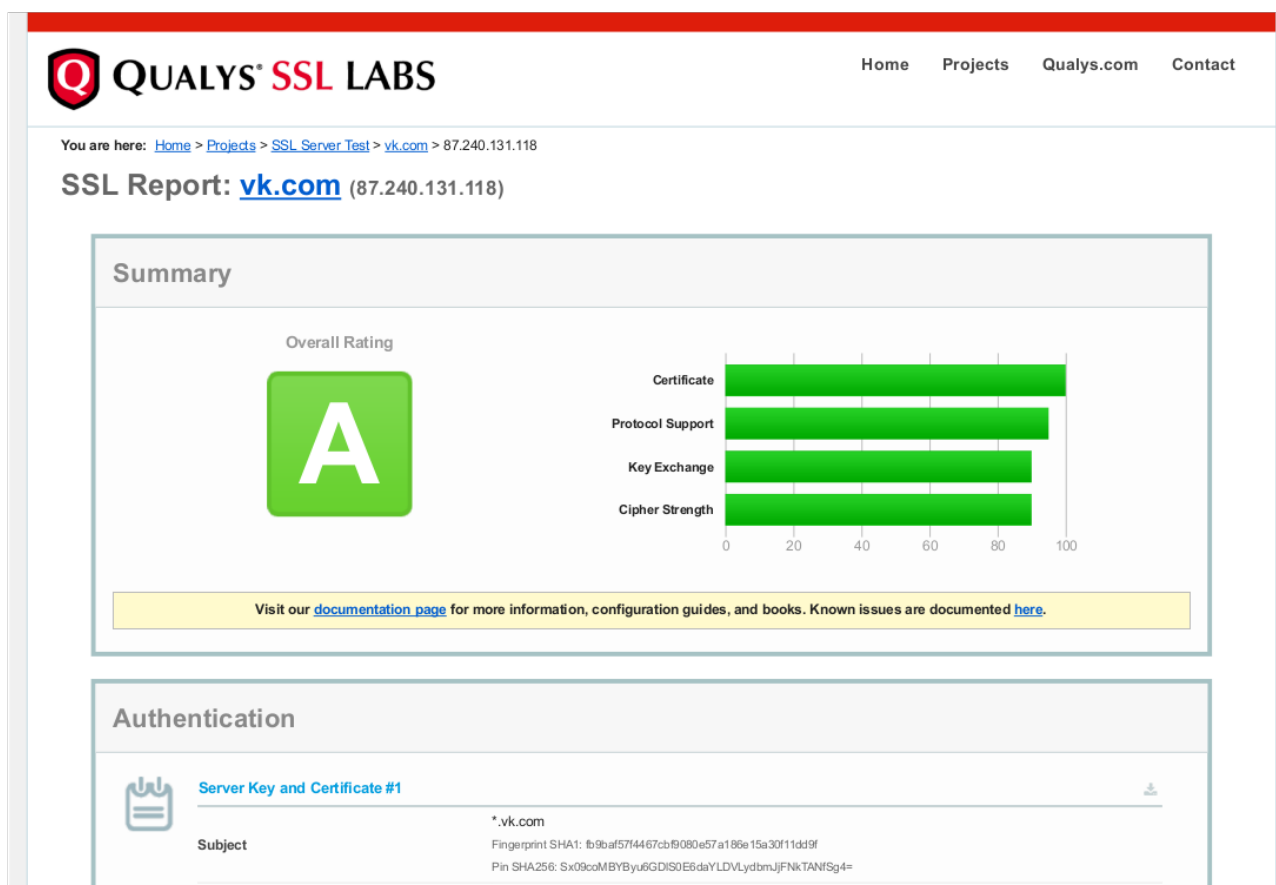 QUALYS® SSL LABS
Home Projects Qualys.com Contact
You are here: Home > Projects > SSL Server Test > vk.com > 87.240.131.118
SSL Report: vk.com (87.240.131.118)
Summary
Overall Rating
A
Certificate
Protocol Support
Key Exchange
Cipher Strength
0 20 40 60 80 100
Visit our documentation page for more information, configuration guides, and books. Known issues are documented here.
Authentication
Server Key and Certificate #1
Subject
*.vk.com
Fingerprint SHA1: fb9baf57f4467cbf9080e57a186e15a30f11dd9f
Pin SHA256: Sx09coMBYByu6GDIS0E6daYLDVLydbmJjFNkTANfSg4=